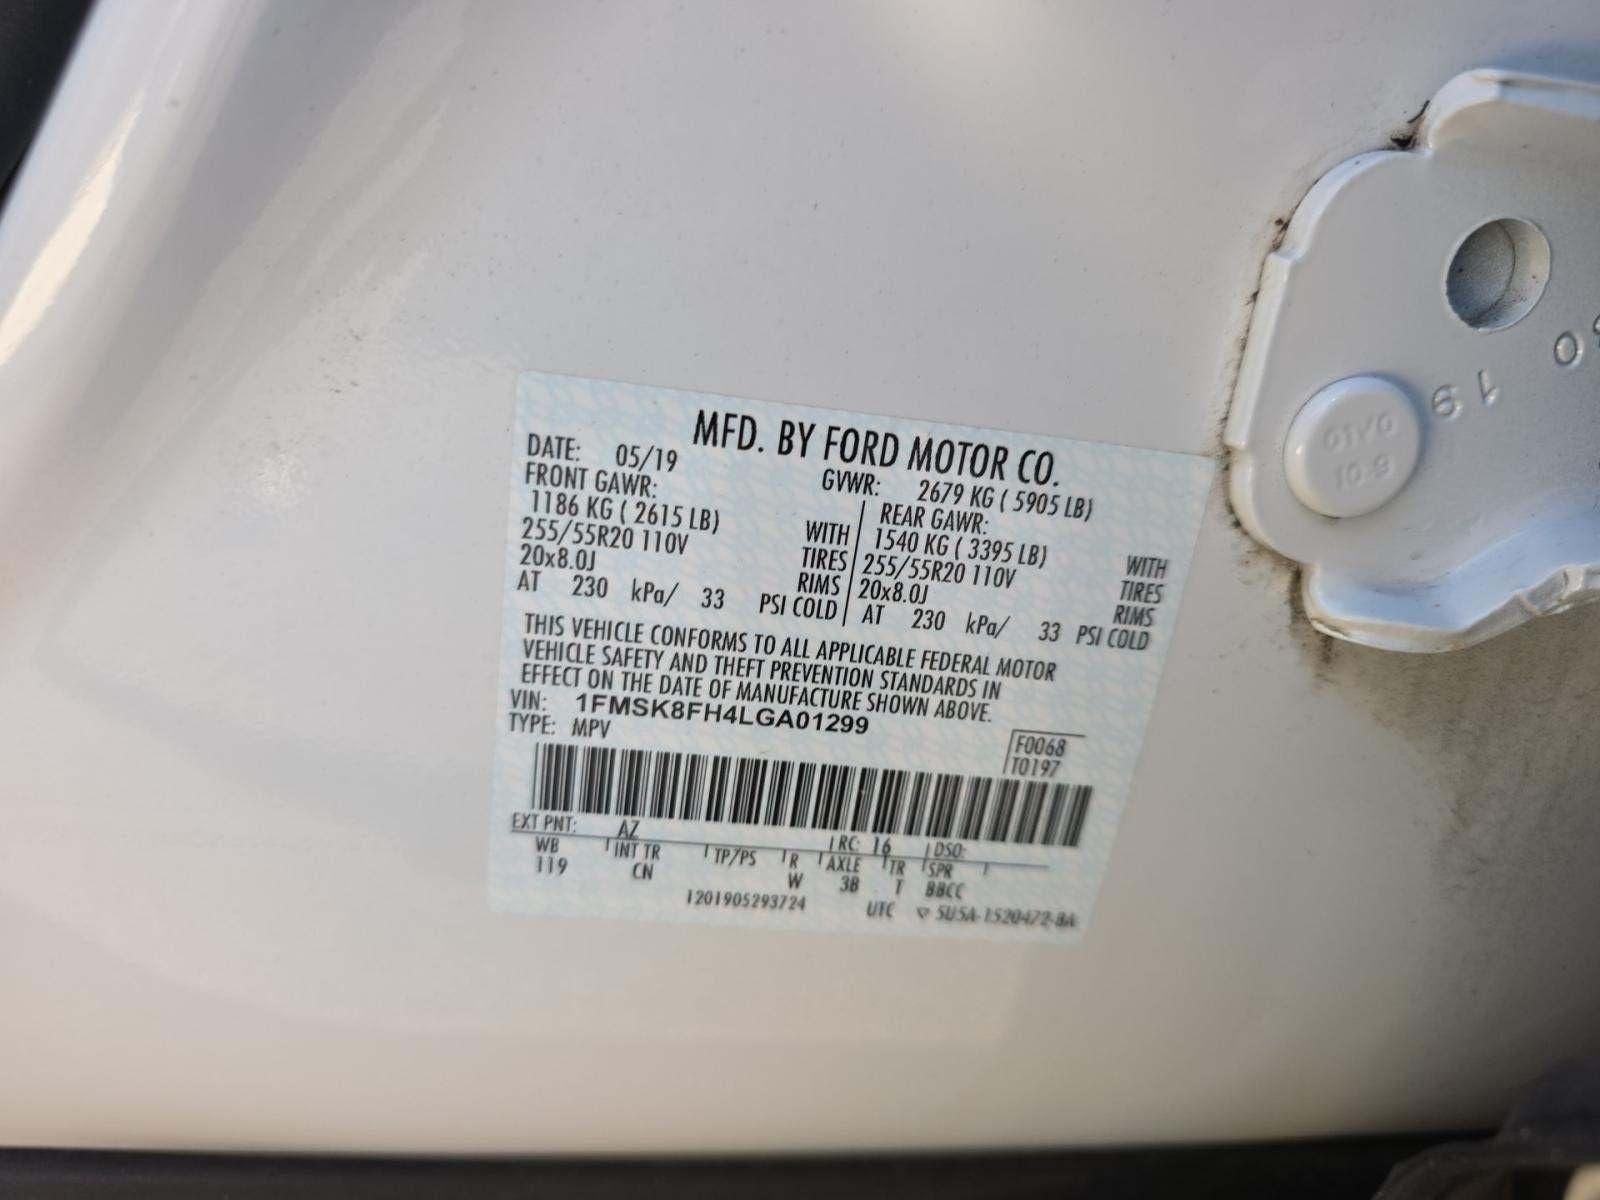 MFD. BY FORD MOTOR CO.
DATE: 05/19 GVWR: 2679 KG ( 5905 LB)
FRONT GAWR: REAR GAWR:
1186 KG ( 2615 LB) WITH 1540 KG ( 3395 LB) WITH
255/55R20 110V TIRES 255/55R20 110V TIRES
20x8.0J RIMS 20x8.0J RIMS
AT 230 kPa/ 33 PSI COLD AT 230 kPa/ 33 PSI COLD
THIS VEHICLE CONFORMS TO ALL APPLICABLE FEDERAL MOTOR
VEHICLE SAFETY AND THEFT PREVENTION STANDARDS IN
EFFECT ON THE DATE OF MANUFACTURE SHOWN ABOVE.
VIN: 1FMSK8FH4LGA01299
TYPE: MPV
F0068
T0197
EXT PNT: AZ RC: 16 DSO:
WB INT TR TP/PS R AXLE TR SPR
119 CN W 3B T BBCC
1201905293724 UTC ▽ 5U5A-1520472-BA
19